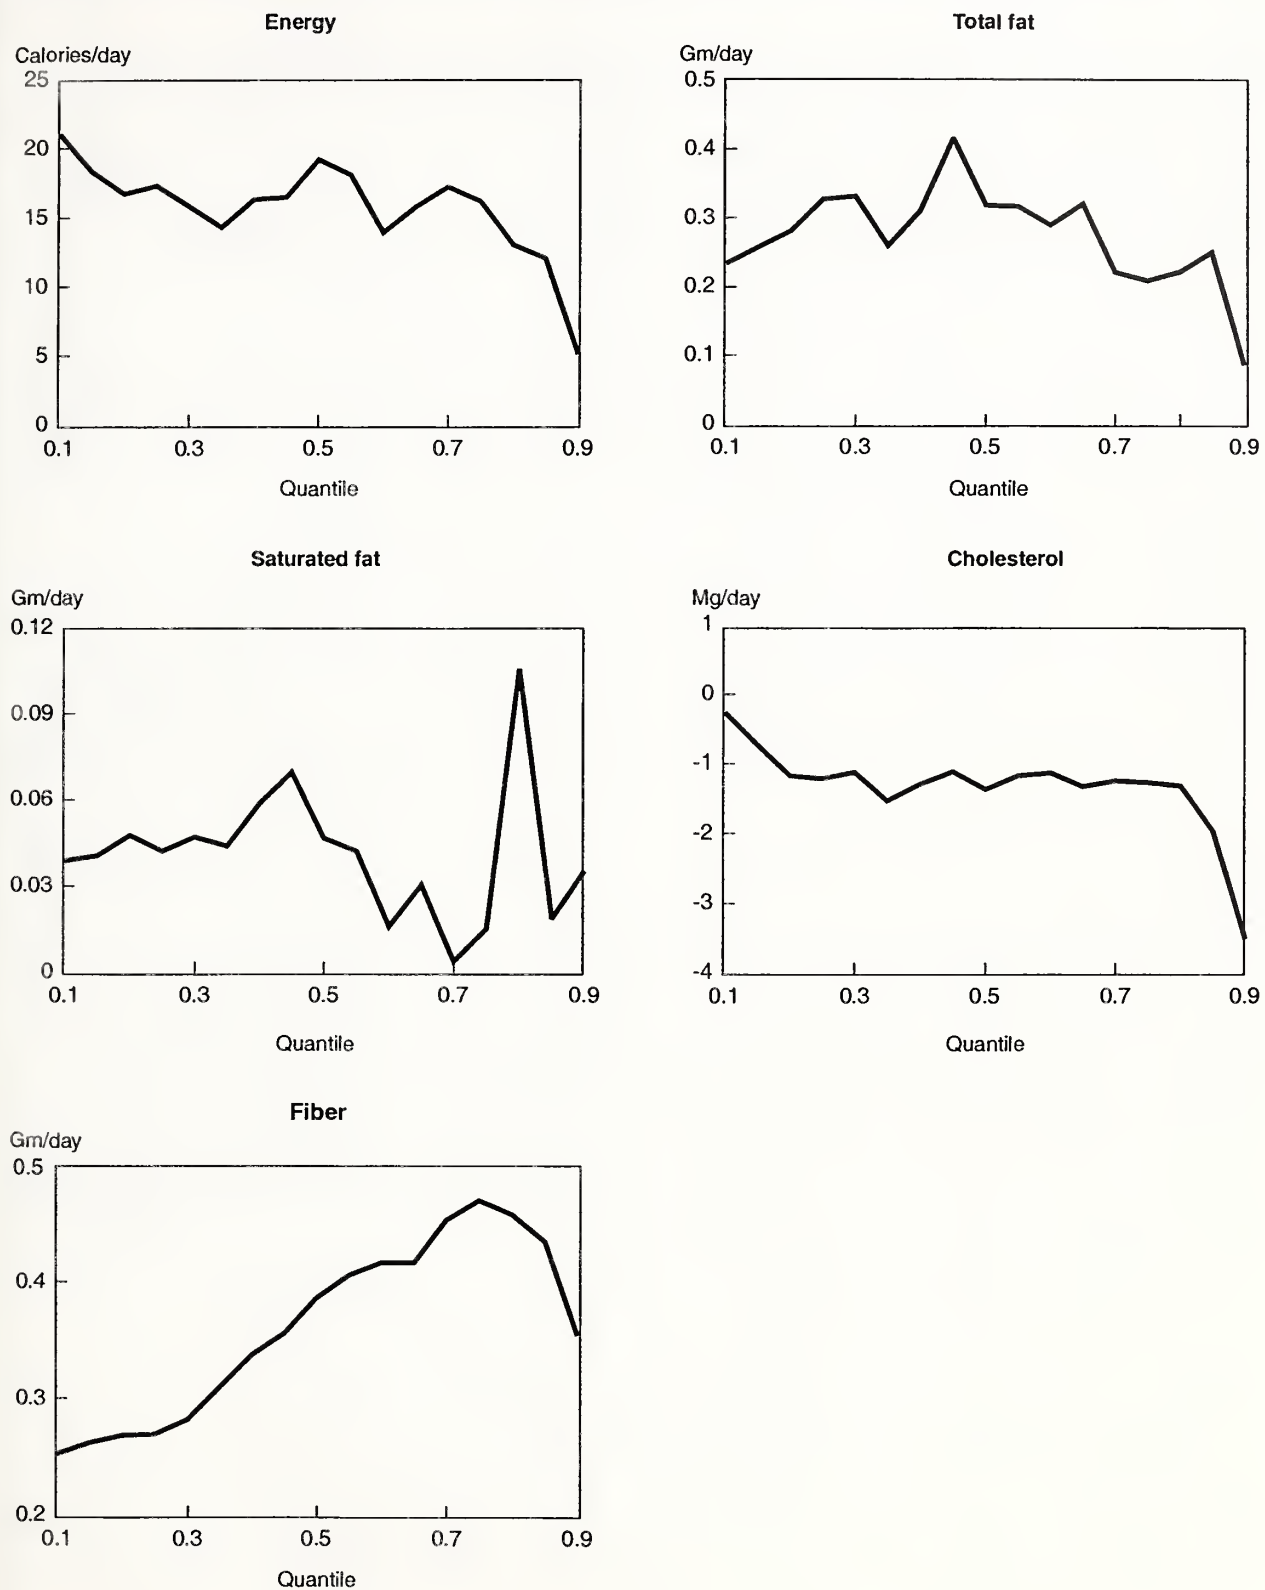 Energy
Calories/day
25
20
15
10
5
0
0.1 0.3 0.5 0.7 0.9
Quantile
Total fat
Gm/day
0.5
0.4
0.3
0.2
0.1
0
0.1 0.3 0.5 0.7 0.9
Quantile
Saturated fat
Gm/day
0.12
0.09
0.06
0.03
0
0.1 0.3 0.5 0.7 0.9
Quantile
Cholesterol
Mg/day
1
0
-1
-2
-3
-4
0.1 0.3 0.5 0.7 0.9
Quantile
Fiber
Gm/day
0.5
0.4
0.3
0.2
0.1 0.3 0.5 0.7 0.9
Quantile